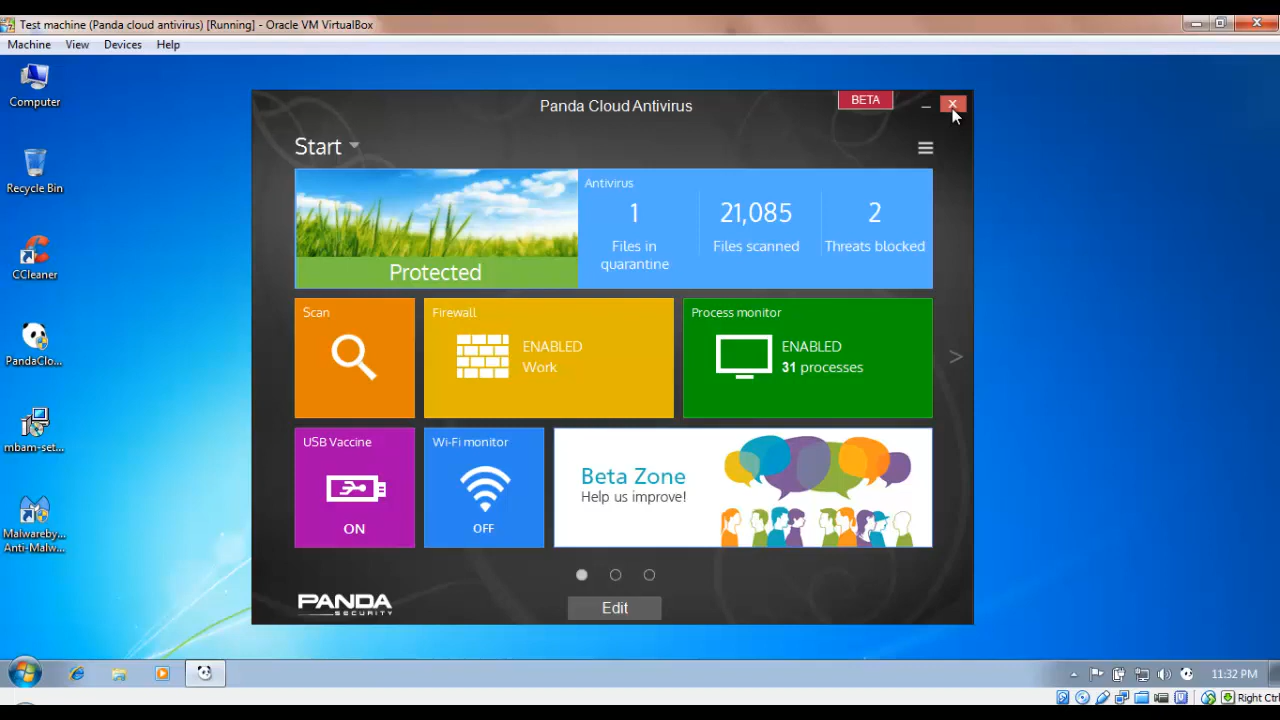 Test machine (Panda cloud antivirus) [Running] - Oracle VM VirtualBox
Machine View Devices Help
Computer
Recycle Bin
CCleaner
PandaClo...
mbam-set...
Malwareby...
Anti-Malw...
Panda Cloud Antivirus
BETA
Start
Protected
Antivirus
1
Files in
quarantine
21,085
Files scanned
2
Threats blocked
Scan
Firewall
ENABLED
Work
Process monitor
ENABLED
31 processes
USB Vaccine
ON
Wi-Fi monitor
OFF
Beta Zone
Help us improve!
PANDA
SECURITY
Edit
11:32 PM
Right Ctrl